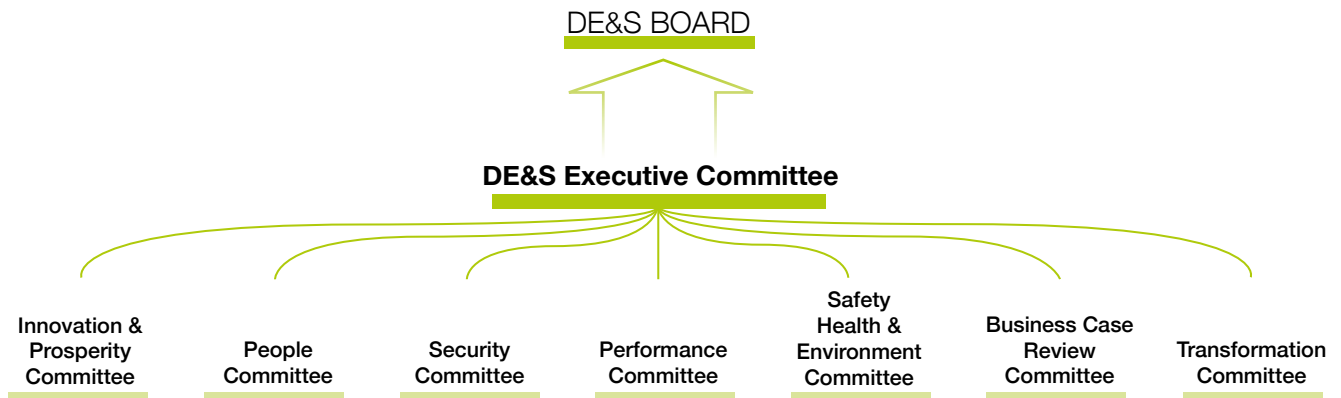 DE&S BOARD
DE&S Executive Committee
Innovation &
Prosperity
Committee
People
Committee
Security
Committee
Performance
Committee
Safety
Health &
Environment
Committee
Business Case
Review
Committee
Transformation
Committee